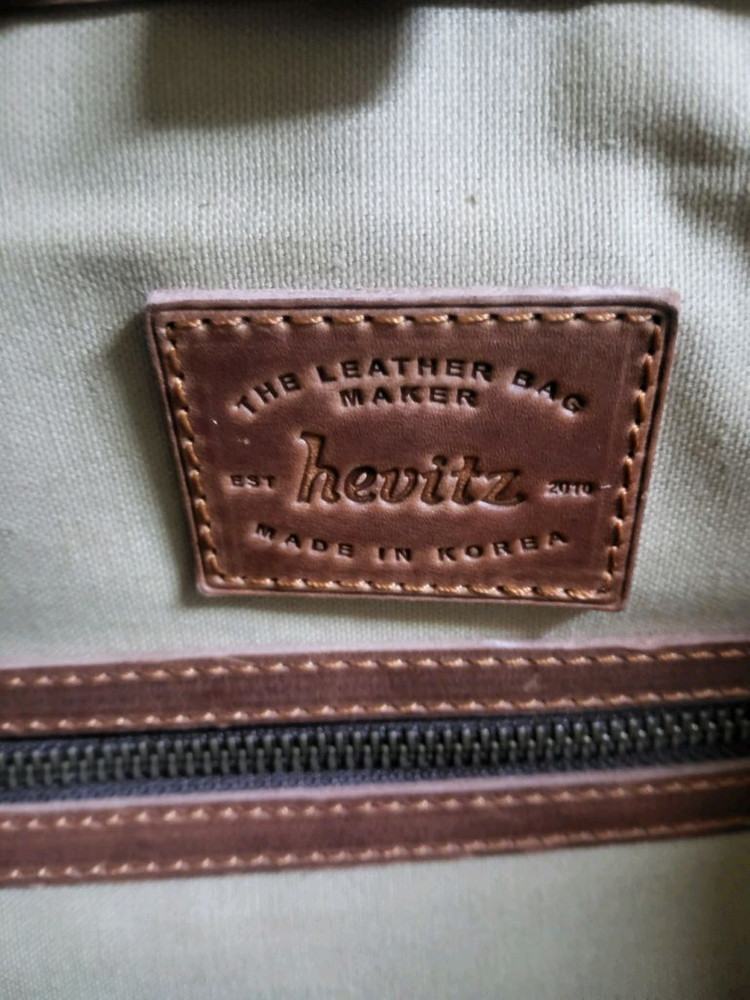 THE LEATHER BAG
MAKER
EST hevitz 2010
MADE IN KOREA